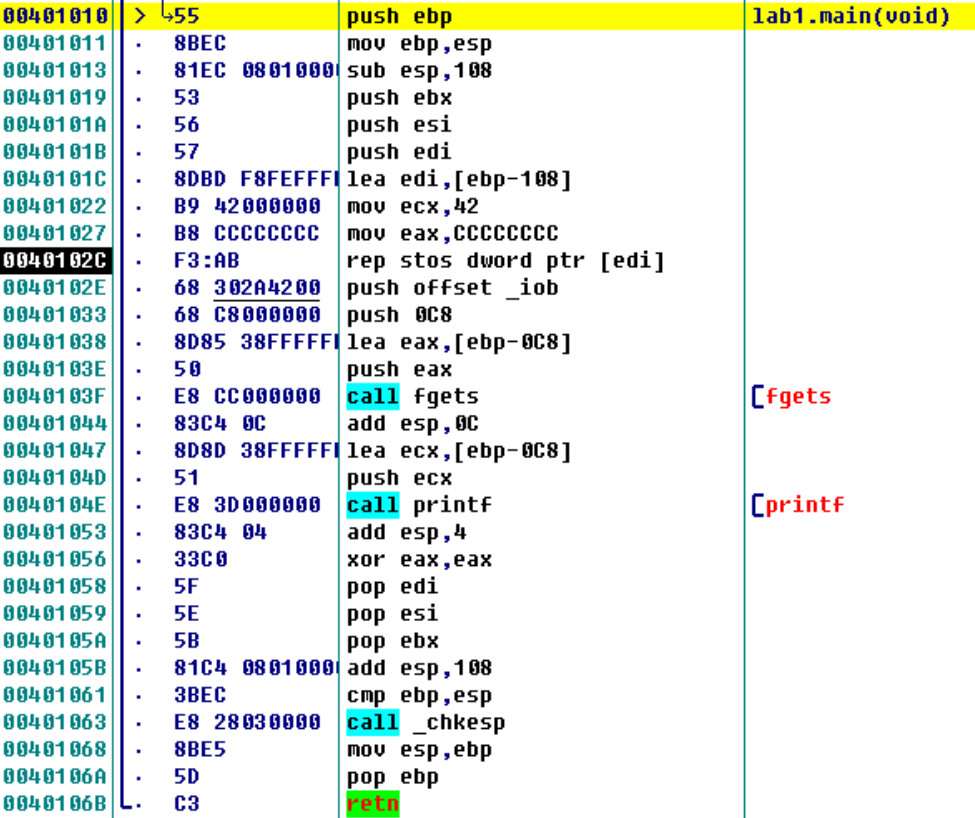 00401010 > 55 push ebp lab1.main(void)
00401011 . 8BEC mov ebp,esp
00401013 . 81EC 0801000 sub esp,108
00401019 . 53 push ebx
0040101A . 56 push esi
0040101B . 57 push edi
0040101C . 8DBD F8FEFFF lea edi,[ebp-108]
00401022 . B9 42000000 mov ecx,42
00401027 . B8 CCCCCCCC mov eax,CCCCCCCC
0040102C . F3:AB rep stos dword ptr [edi]
0040102E . 68 302A4200 push offset _iob
00401033 . 68 C8000000 push 0C8
00401038 . 8D85 38FFFFF lea eax,[ebp-0C8]
0040103E . 50 push eax
0040103F . E8 CC000000 call fgets [fgets
00401044 . 83C4 0C add esp,0C
00401047 . 8D8D 38FFFFF lea ecx,[ebp-0C8]
0040104D . 51 push ecx
0040104E . E8 3D000000 call printf [printf
00401053 . 83C4 04 add esp,4
00401056 . 33C0 xor eax,eax
00401058 . 5F pop edi
00401059 . 5E pop esi
0040105A . 5B pop ebx
0040105B . 81C4 0801000 add esp,108
00401061 . 3BEC cmp ebp,esp
00401063 . E8 28030000 call _chkesp
00401068 . 8BE5 mov esp,ebp
0040106A . 5D pop ebp
0040106B . C3 retn